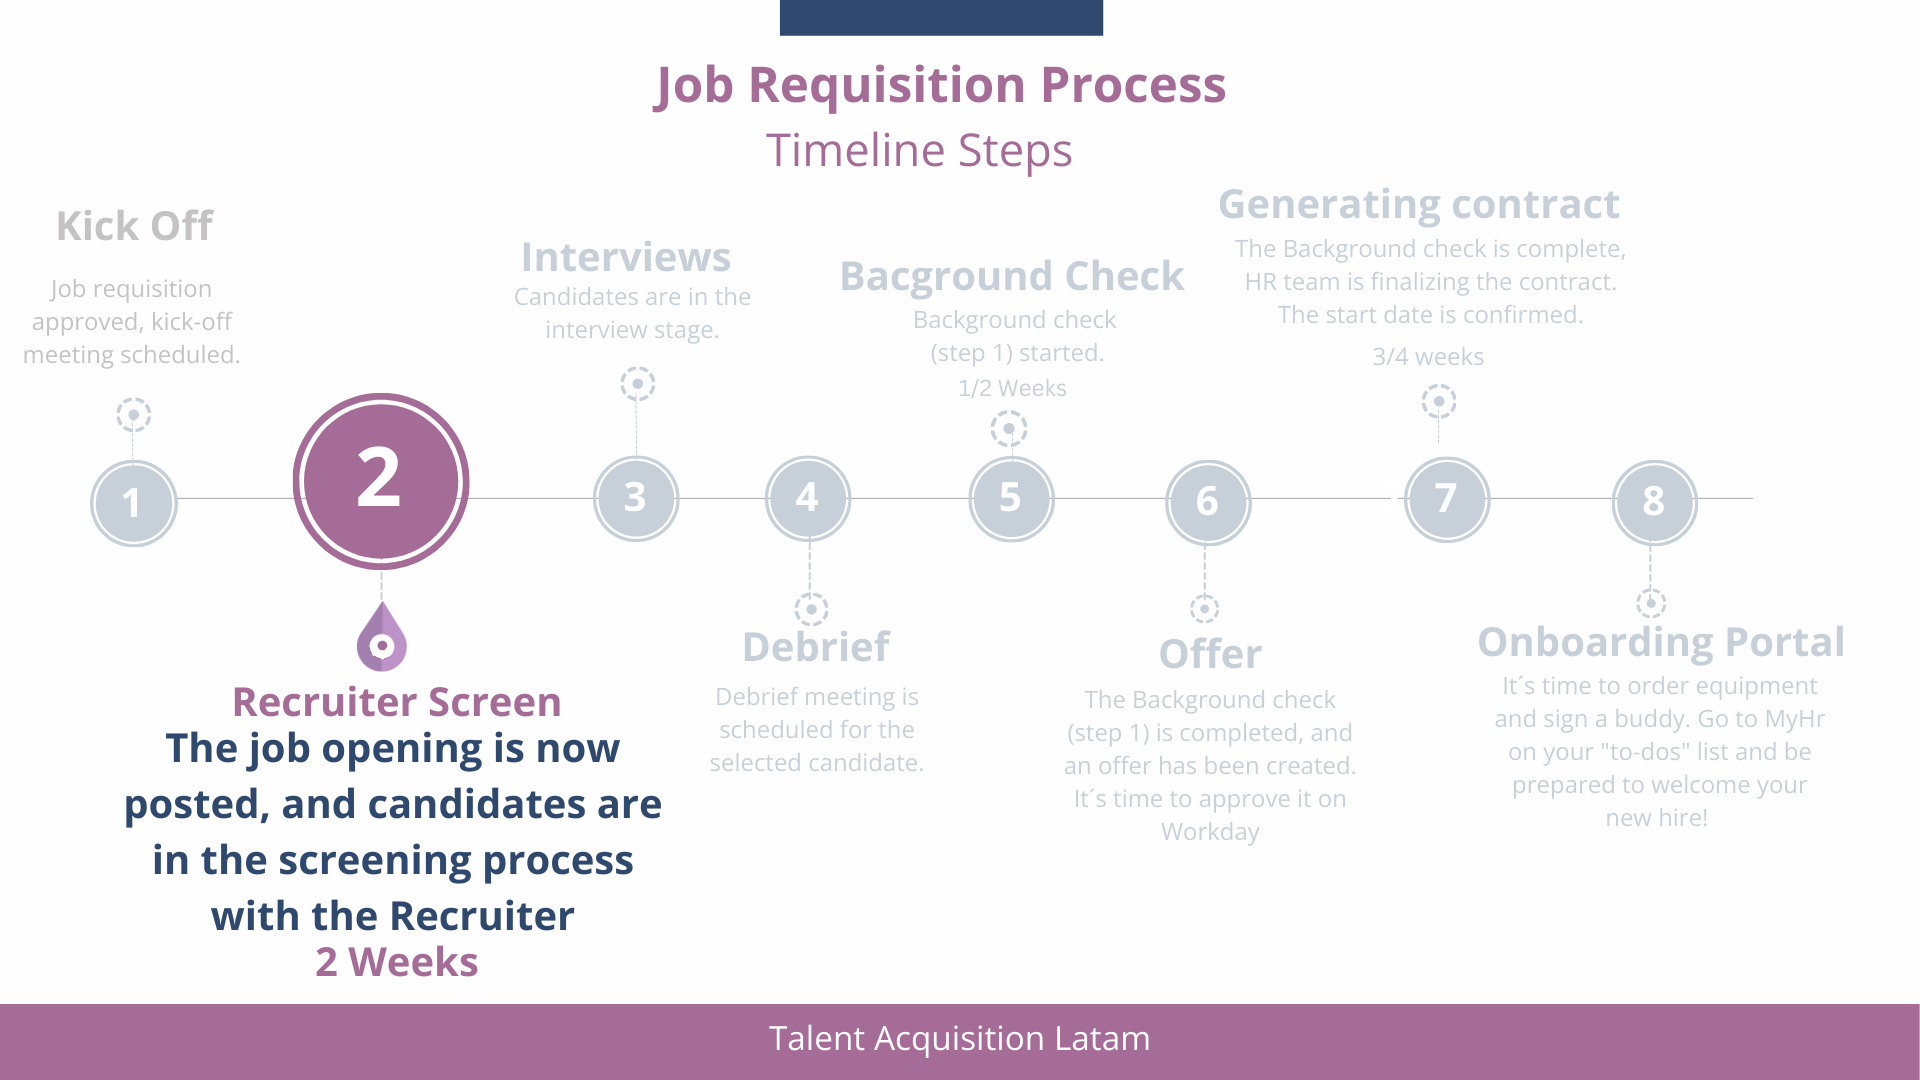 Job Requisition Process
Timeline Steps
Kick Off
Job requisition
approved, kick-off
meeting scheduled.
1
2
Recruiter Screen
The job opening is now
posted, and candidates are
in the screening process
with the Recruiter
2 Weeks
Interviews
Candidates are in the
interview stage.
3
4
Debrief
Debrief meeting is
scheduled for the
selected candidate.
Bacground Check
Background check
(step 1) started.
1/2 Weeks
5
6
Offer
The Background check
(step 1) is completed, and
an offer has been created.
It´s time to approve it on
Workday
Generating contract
The Background check is complete,
HR team is finalizing the contract.
The start date is confirmed.
3/4 weeks
7
8
Onboarding Portal
It´s time to order equipment
and sign a buddy. Go to MyHr
on your "to-dos" list and be
prepared to welcome your
new hire!
Talent Acquisition Latam